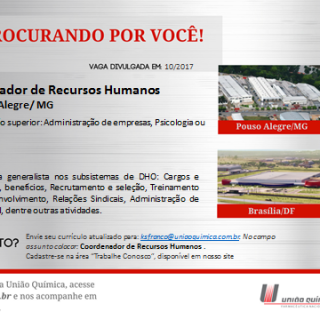 ROCURANDO POR VOCÊ!
VAGA DIVULGADA EM: 10/2017
ador de Recursos Humanos
Alegre/ MG
o superior: Administração de empresas, Psicologia ou
Pouso Alegre/MG
a generalista nos subsistemas de DHO: Cargos e
, benefícios, Recrutamento e seleção, Treinamento
nvolvimento, Relações Sindicais, Administração de
l, dentre outras atividades.
Brasília/DF
TO?
Envie seu currículo atualizado para: ksfranco@uniaoquimica.com.br. No campo
assunto colocar: Coordenador de Recursos Humanos .
Cadastre-se na área "Trabalhe Conosco", disponível em nosso site
a União Química, acesse
.br e nos acompanhe em
união quím